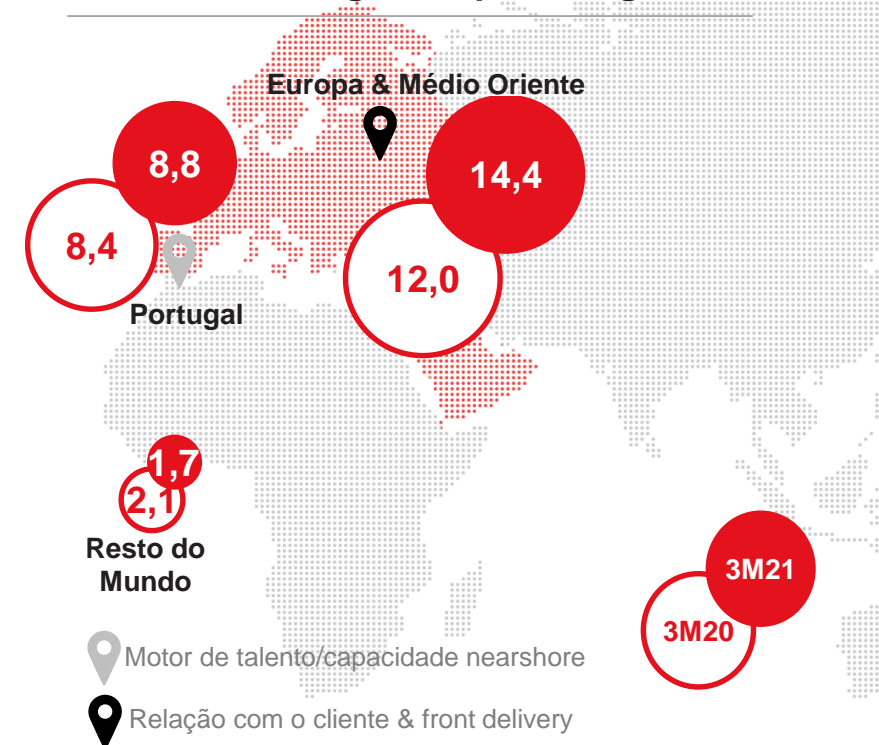 Europa & Médio Oriente
8,8
14,4
8,4
12,0
Portugal
1,7
2,1
Resto do
Mundo
3M21
3M20
Motor de talento/capacidade nearshore
Relação com o cliente & front delivery